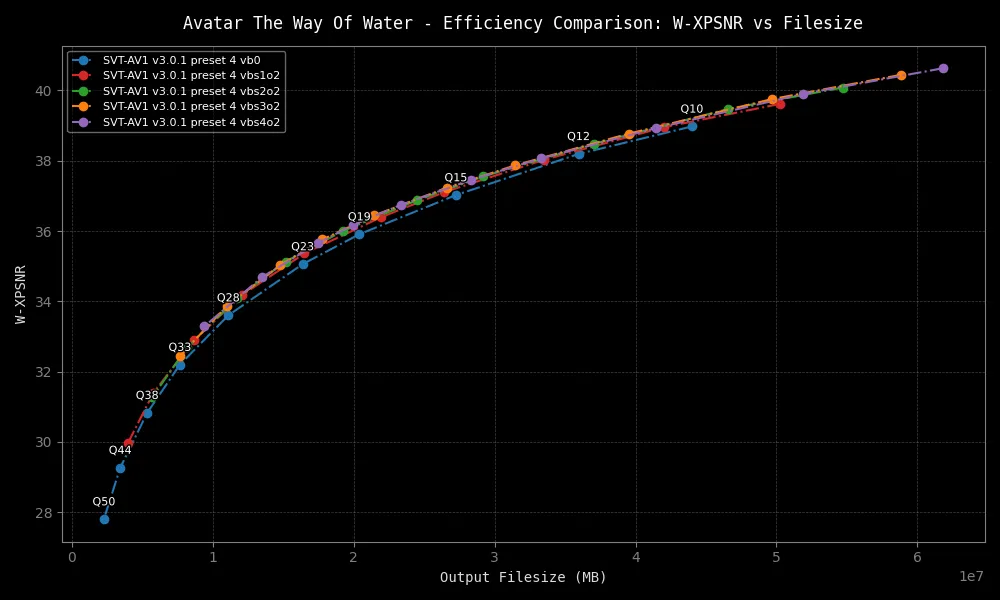 Avatar The Way Of Water - Efficiency Comparison: W-XPSNR vs Filesize
SVT-AV1 v3.0.1 preset 4 vb0
SVT-AV1 v3.0.1 preset 4 vbs1o2
SVT-AV1 v3.0.1 preset 4 vbs2o2
SVT-AV1 v3.0.1 preset 4 vbs3o2
SVT-AV1 v3.0.1 preset 4 vbs4o2
40
38
36
34
32
30
28
W-XPSNR
Q10
Q12
Q15
Q19
Q23
Q28
Q33
Q38
Q44
Q50
0
1
2
3
4
5
6
1e7
Output Filesize (MB)